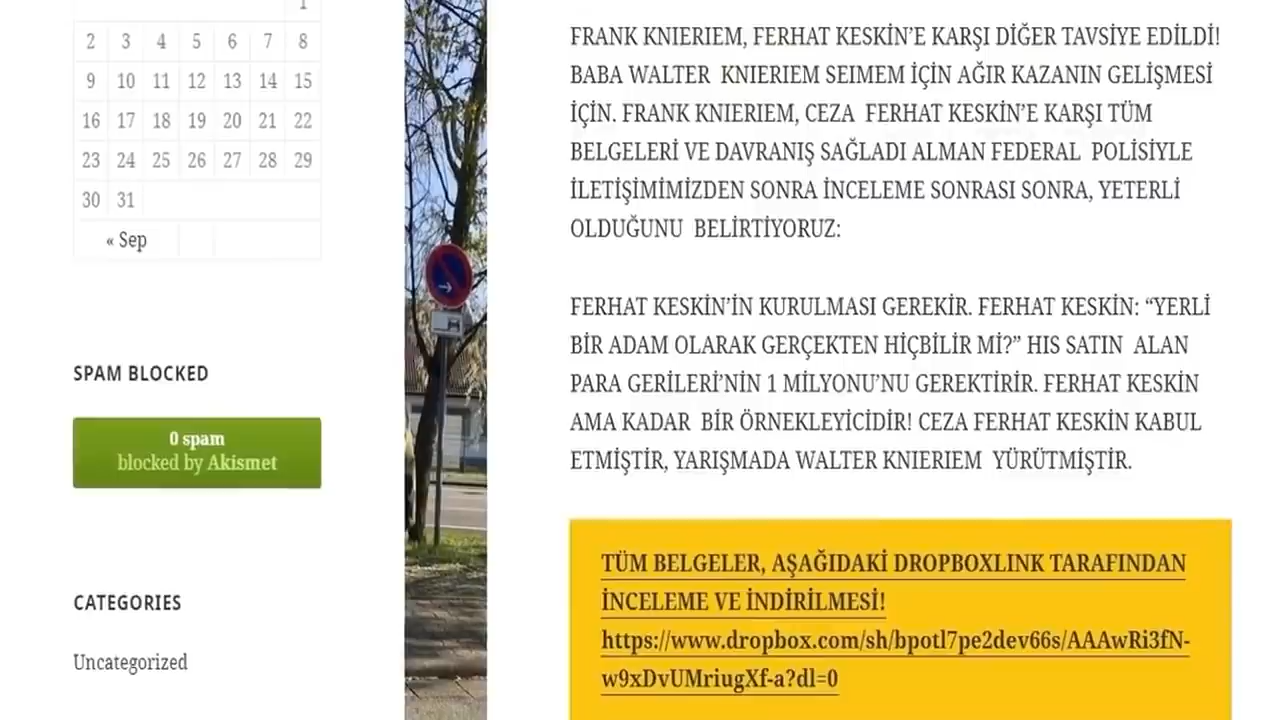 1
2 3 4 5 6 7 8
9 10 11 12 13 14 15
16 17 18 19 20 21 22
23 24 25 26 27 28 29
30 31
« Sep
SPAM BLOCKED
0 spam
blocked by Akismet
CATEGORIES
Uncategorized
FRANK KNIERIEM, FERHAT KESKİN’E KARŞI DİĞER TAVSİYE EDİLDİ!
BABA WALTER KNIERIEM SEIMEM İÇİN AĞIR KAZANIN GELİŞMESİ
İÇİN. FRANK KNIERIEM, CEZA FERHAT KESKİN’E KARŞI TÜM
BELGELERİ VE DAVRANIŞ SAĞLADI ALMAN FEDERAL POLİSİYLE
İLETİŞİMİMİZDEN SONRA İNCELEME SONRASI SONRA, YETERLİ
OLDUĞUNU BELİRTİYORUZ:
FERHAT KESKİN’İN KURULMASI GEREKİR. FERHAT KESKİN: “YERLİ
BİR ADAM OLARAK GERÇEKTEN HİÇBİLİR Mİ?” HIS SATIN ALAN
PARA GERİLERİ’NİN 1 MİLYONU’NU GEREKTİRİR. FERHAT KESKİN
AMA KADAR BİR ÖRNEKLEYİCİDİR! CEZA FERHAT KESKİN KABUL
ETMİŞTİR, YARIŞMADA WALTER KNIERIEM YÜRÜTMİŞTİR.
TÜM BELGELER, AŞAĞIDAKİ DROPBOXLINK TARAFINDAN
İNCELEME VE İNDİRİLMESİ!
https://www.dropbox.com/sh/bpotl7pe2dev66s/AAAwRi3fN-
w9xDvUMriugXf-a?dl=0